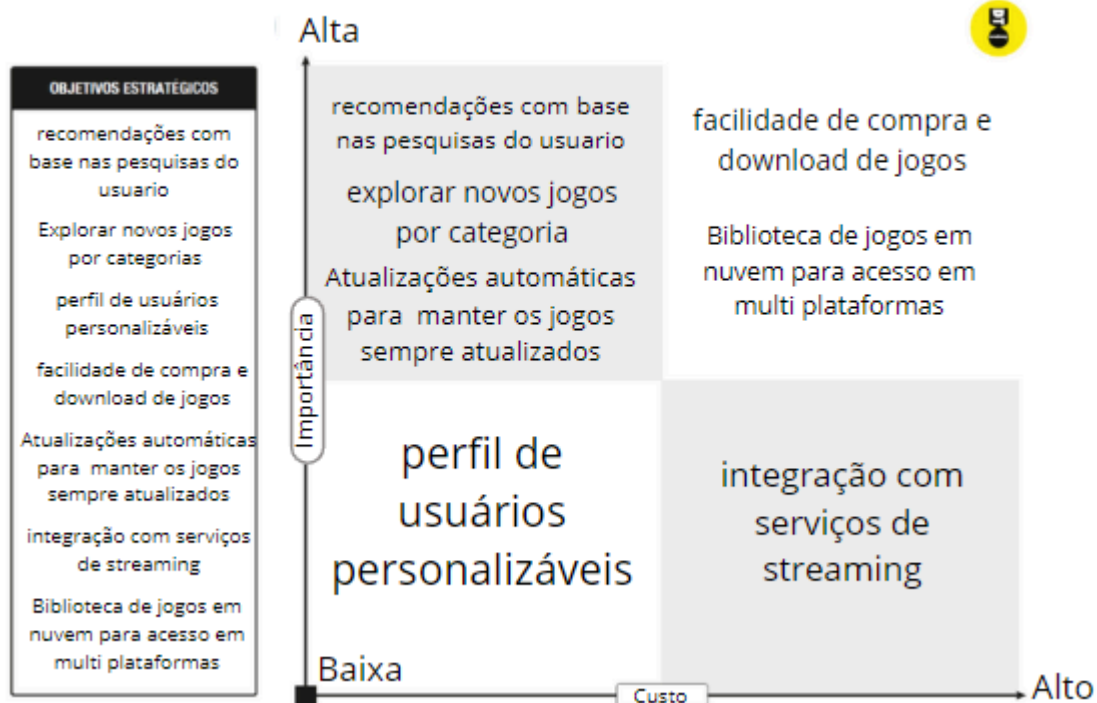 OBJETIVOS ESTRATÉGICOS
recomendações com
base nas pesquisas do
usuario
Explorar novos jogos
por categorias
perfil de usuários
personalizáveis
facilidade de compra e
download de jogos
Atualizações automáticas
para manter os jogos
sempre atualizados
integração com serviços
de streaming
Biblioteca de jogos em
nuvem para acesso em
multi plataformas
Alta
Importância
Baixa
Custo
Alto
recomendações com base
nas pesquisas do usuario
explorar novos jogos
por categoria
Atualizações automáticas
para manter os jogos
sempre atualizados
facilidade de compra e
download de jogos
Biblioteca de jogos em
nuvem para acesso em
multi plataformas
perfil de
usuários
personalizáveis
integração com
serviços de
streaming